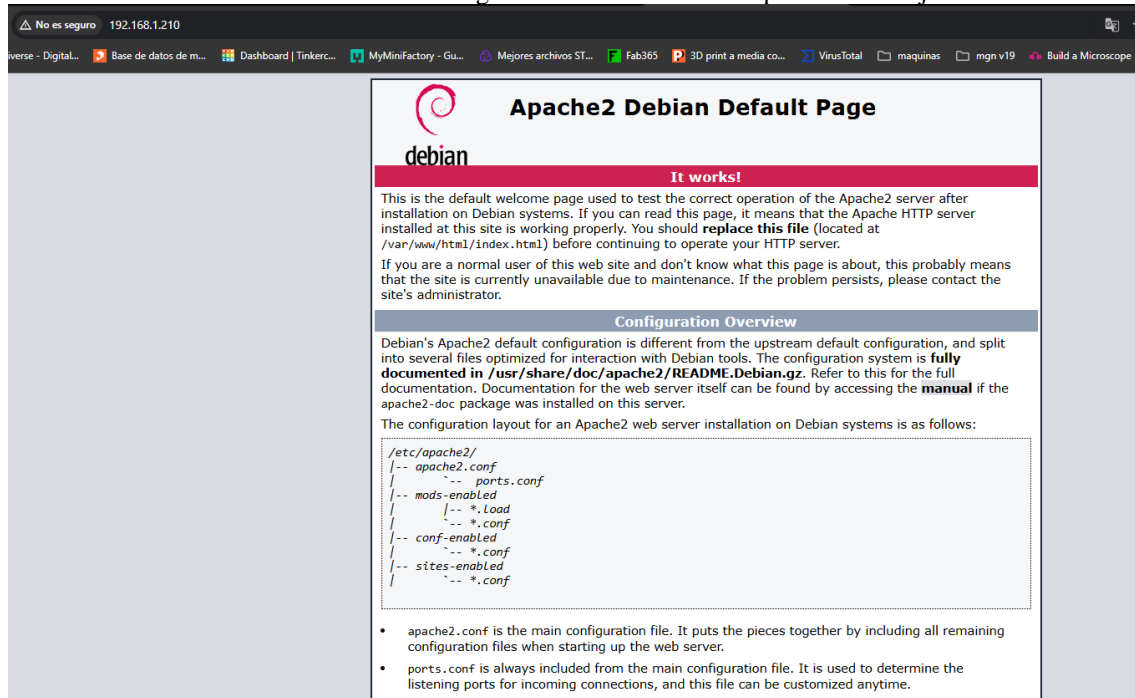 No es seguro 192.168.1.210
iverse - Digital... Base de datos de m... Dashboard | Tinkerc... MyMiniFactory - Gu... Mejores archivos ST... Fab365 3D print a media co... VirusTotal maquinas mgn v19 Build a Microscope
debian
Apache2 Debian Default Page
It works!
This is the default welcome page used to test the correct operation of the Apache2 server after
installation on Debian systems. If you can read this page, it means that the Apache HTTP server
installed at this site is working properly. You should replace this file (located at
/var/www/html/index.html) before continuing to operate your HTTP server.
If you are a normal user of this web site and don't know what this page is about, this probably means
that the site is currently unavailable due to maintenance. If the problem persists, please contact the
site's administrator.
Configuration Overview
Debian's Apache2 default configuration is different from the upstream default configuration, and split
into several files optimized for interaction with Debian tools. The configuration system is fully
documented in /usr/share/doc/apache2/README.Debian.gz. Refer to this for the full
documentation. Documentation for the web server itself can be found by accessing the manual if the
apache2-doc package was installed on this server.
The configuration layout for an Apache2 web server installation on Debian systems is as follows:
/etc/apache2/
|-- apache2.conf
|       `--  ports.conf
|-- mods-enabled
|       |-- *.load
|       `-- *.conf
|-- conf-enabled
|       `-- *.conf
|-- sites-enabled
|       `-- *.conf
• apache2.conf is the main configuration file. It puts the pieces together by including all remaining
configuration files when starting up the web server.
• ports.conf is always included from the main configuration file. It is used to determine the
listening ports for incoming connections, and this file can be customized anytime.